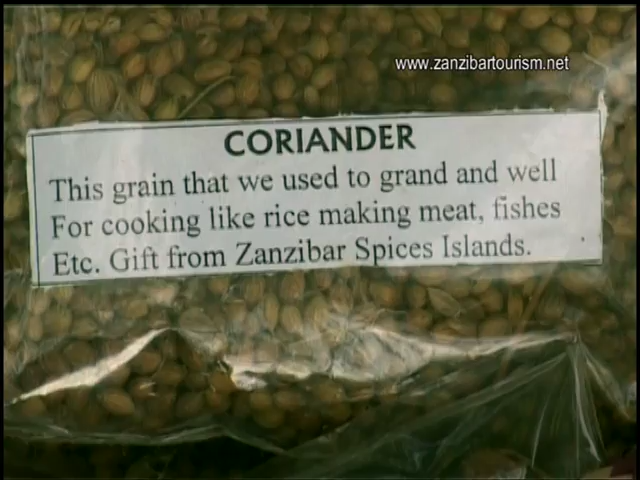 www.zanzibartourism.net
CORIANDER
This grain that we used to grand and well
For cooking like rice making meat, fishes
Etc. Gift from Zanzibar Spices Islands.